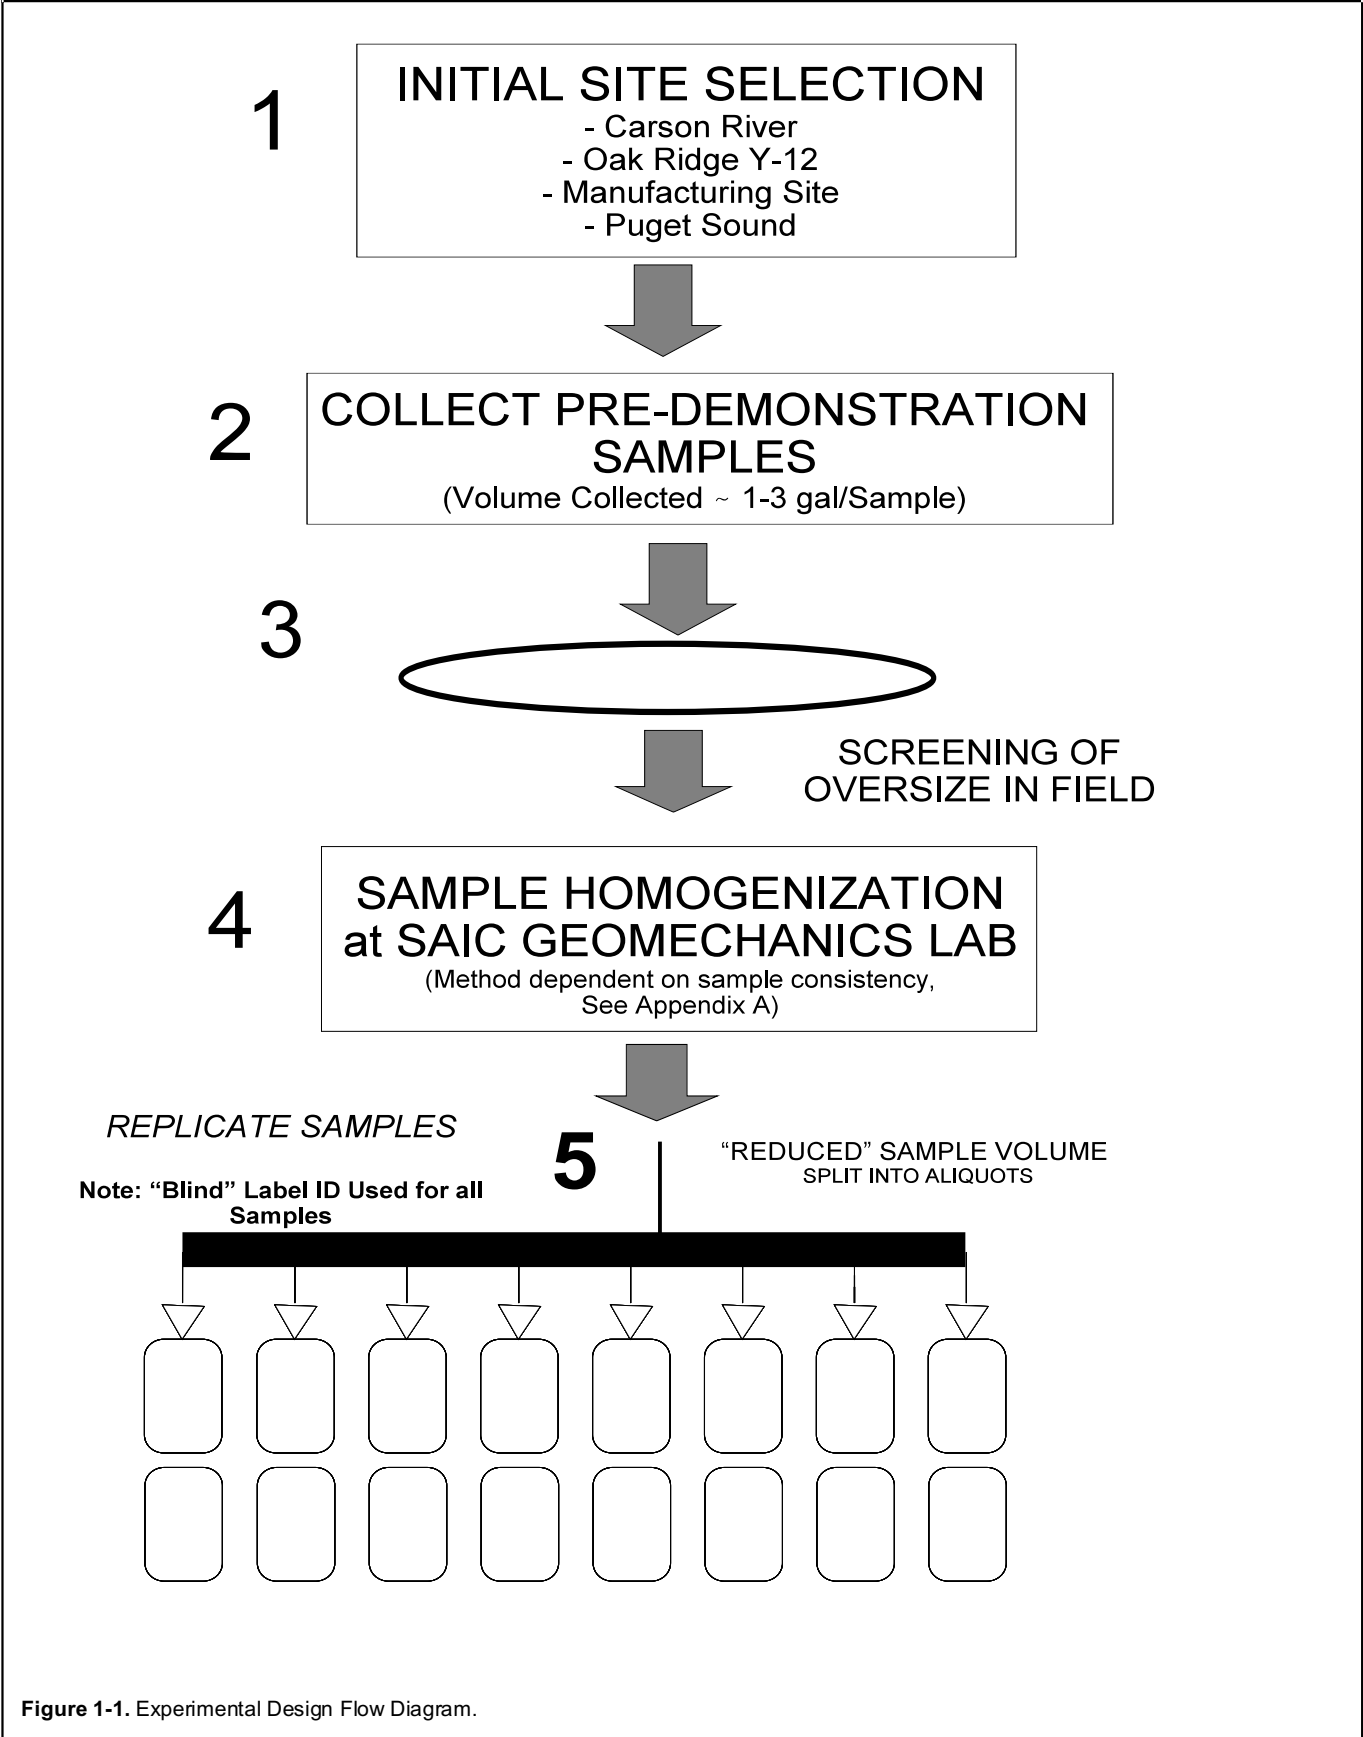 1
INITIAL SITE SELECTION
- Carson River
- Oak Ridge Y-12
- Manufacturing Site
- Puget Sound
2
COLLECT PRE-DEMONSTRATION
SAMPLES
(Volume Collected ~ 1-3 gal/Sample)
3
SCREENING OF
OVERSIZE IN FIELD
4
SAMPLE HOMOGENIZATION
at SAIC GEOMECHANICS LAB
(Method dependent on sample consistency,
See Appendix A)
REPLICATE SAMPLES
Note: “Blind” Label ID Used for all
Samples
5
“REDUCED” SAMPLE VOLUME
SPLIT INTO ALIQUOTS
Figure 1-1. Experimental Design Flow Diagram.